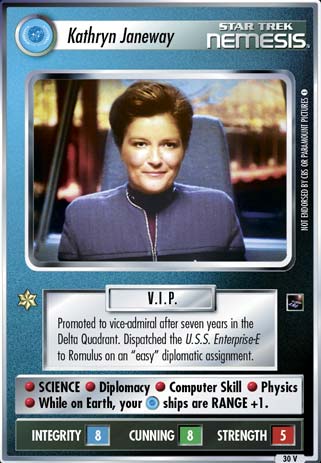 Kathryn Janeway
STAR TREK
NEMESIS
NOT ENDORSED BY CBS OR PARAMOUNT PICTURES
V.I.P.
Promoted to vice-admiral after seven years in the
Delta Quadrant. Dispatched the U.S.S. Enterprise-E
to Romulus on an "easy" diplomatic assignment.
• SCIENCE • Diplomacy • Computer Skill • Physics
• While on Earth, your ships are RANGE +1.
INTEGRITY 8 CUNNING 8 STRENGTH 5
30 V